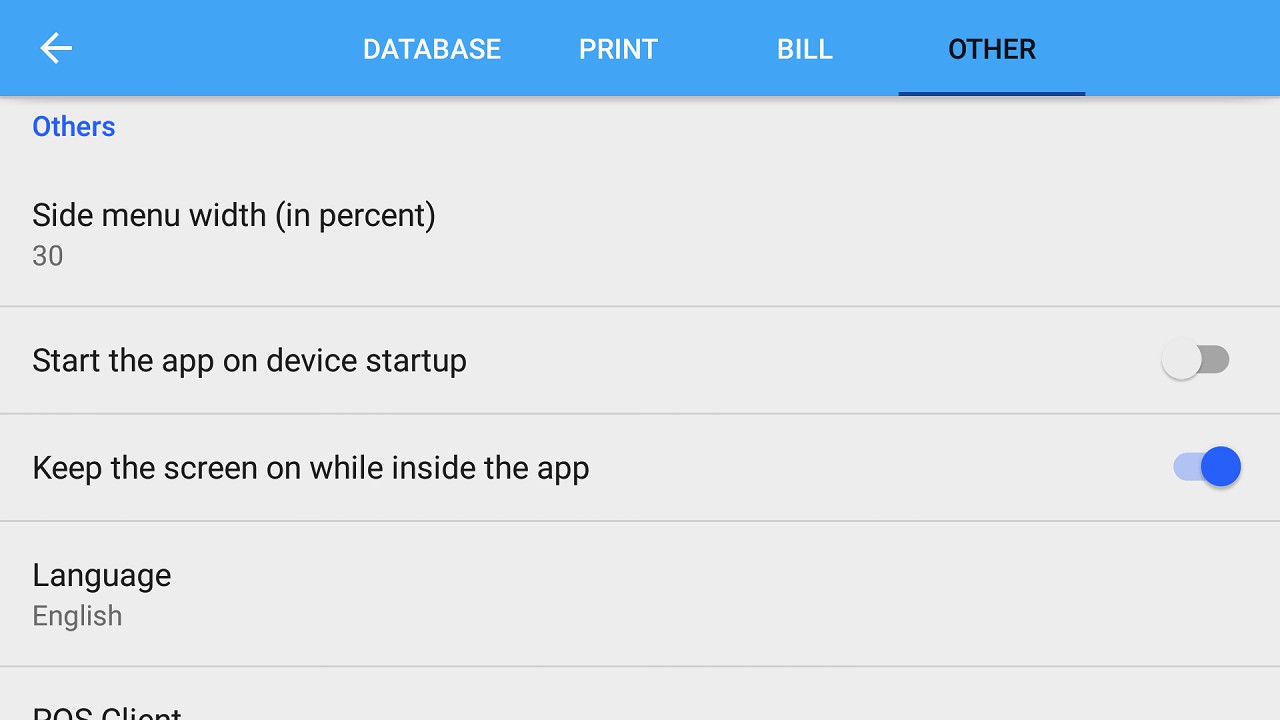 DATABASE PRINT BILL OTHER
Others
Side menu width (in percent)
30
Start the app on device startup
Keep the screen on while inside the app
Language
English
POS Client